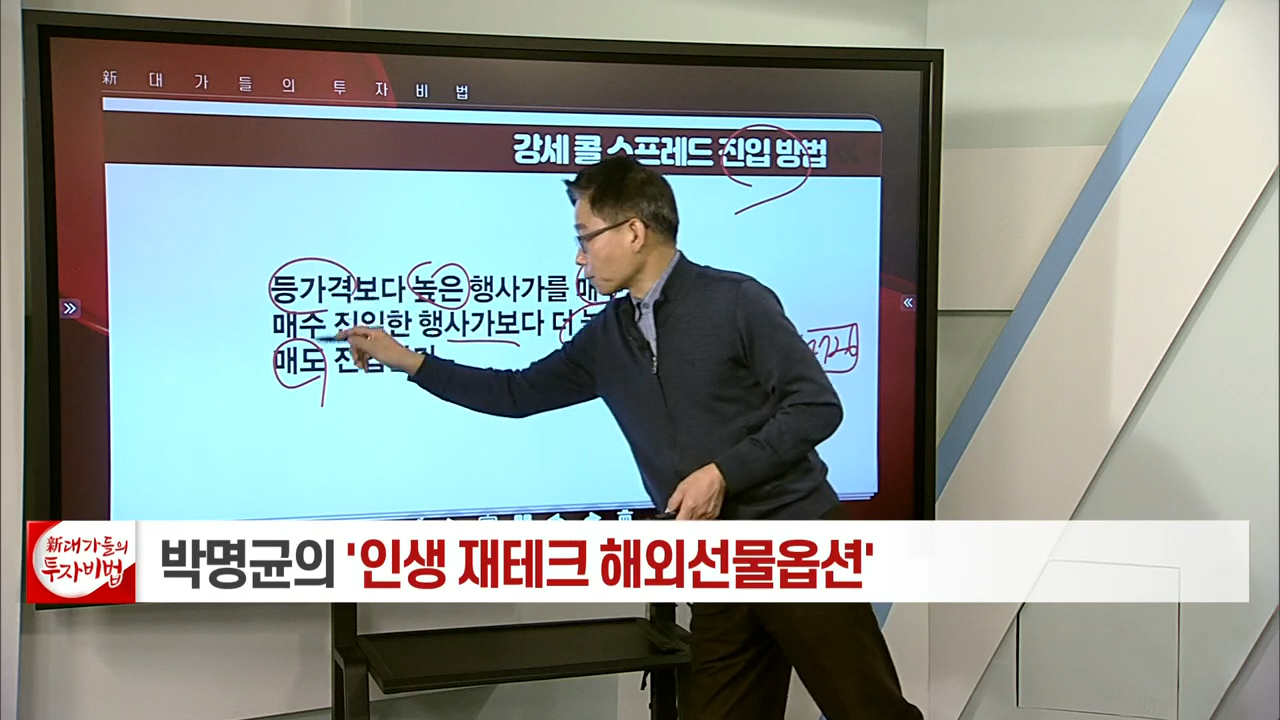 新 대 가 들 의 투 자 비 법
강세 콜 스프레드 진입 방법
등가격보다 높은 행사가를
매수 진입한 행사가보다 더
매도
新대가들의
투자비법
박명균의 '인생 재테크 해외선물옵션'